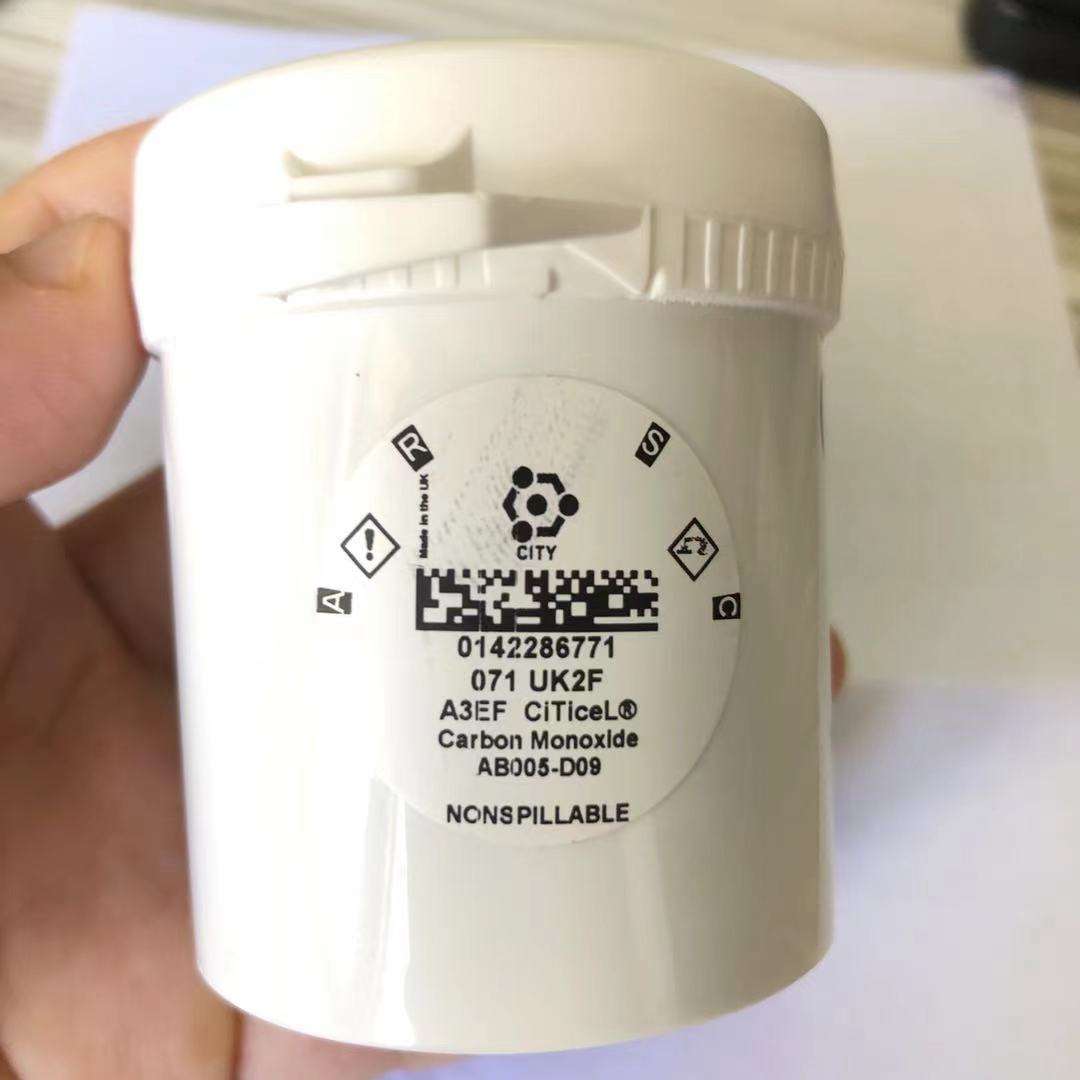 R
S
Made in the UK
CITY
A
C
0142286771
071 UK2F
A3EF CiTiceL®
Carbon Monoxide
AB005-D09
NONSPILLABLE